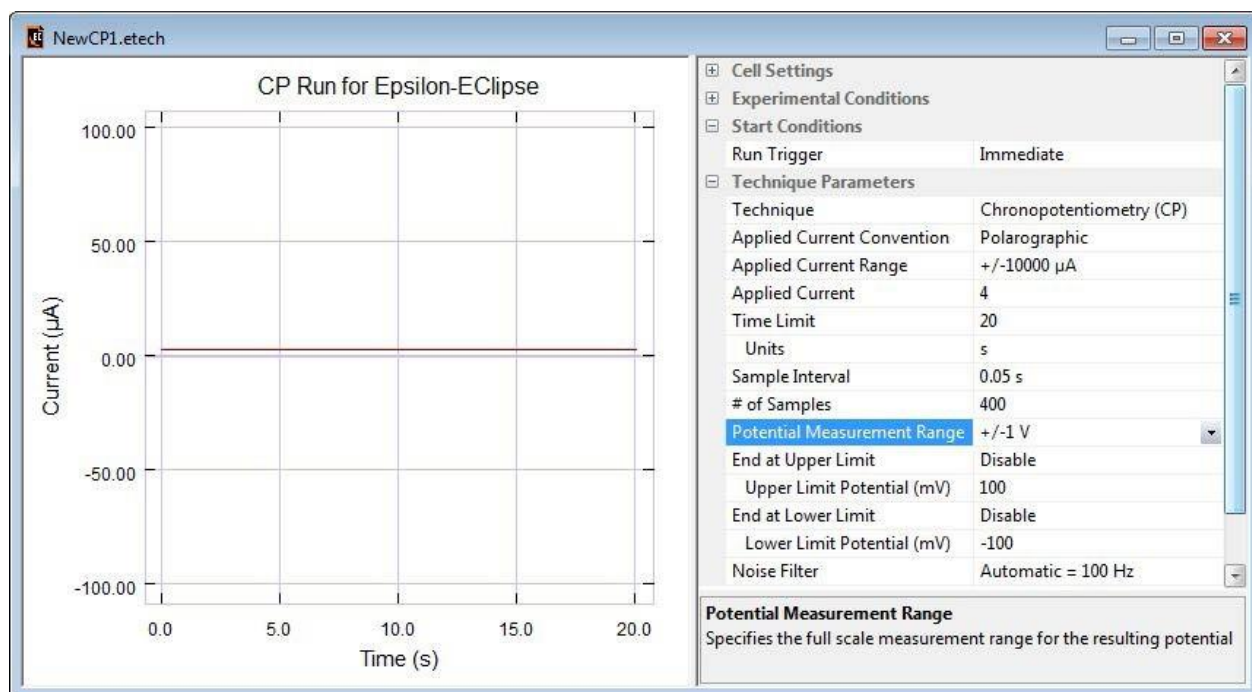 NewCP1.etech
CP Run for Epsilon-EClipse
100.00
50.00
0.00
-50.00
-100.00
Current (µA)
0.0 5.0 10.0 15.0 20.0
Time (s)
Cell Settings
Experimental Conditions
Start Conditions
Run Trigger Immediate
Technique Parameters
Technique Chronopotentiometry (CP)
Applied Current Convention Polarographic
Applied Current Range +/-10000 µA
Applied Current 4
Time Limit 20
Units s
Sample Interval 0.05 s
# of Samples 400
Potential Measurement Range +/-1 V
End at Upper Limit Disable
Upper Limit Potential (mV) 100
End at Lower Limit Disable
Lower Limit Potential (mV) -100
Noise Filter Automatic = 100 Hz
Potential Measurement Range
Specifies the full scale measurement range for the resulting potential